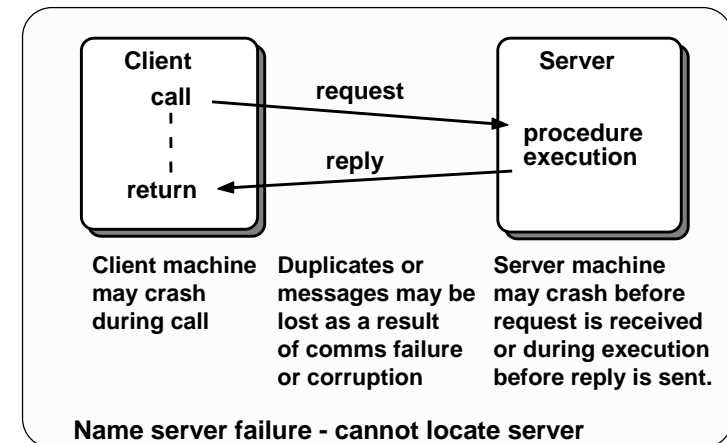 Client
Server
call
request
procedure
execution
reply
return
Client machine
may crash
during call
Duplicates or
messages may be
lost as a result
of comms failure
or corruption
Server machine
may crash before
request is received
or during execution
before reply is sent.
Name server failure - cannot locate server